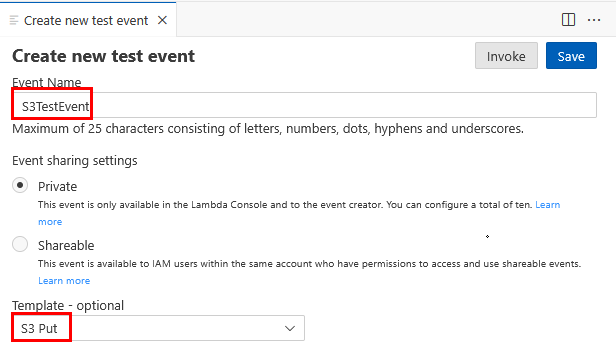 Create new test event
Create new test event
Invoke
Save
Event Name
S3TestEvent
Maximum of 25 characters consisting of letters, numbers, dots, hyphens and underscores.
Event sharing settings
Private
This event is only available in the Lambda Console and to the event creator. You can configure a total of ten. Learn
more
Shareable
This event is available to IAM users within the same account who have permissions to access and use shareable events.
Learn more
Template - optional
S3 Put